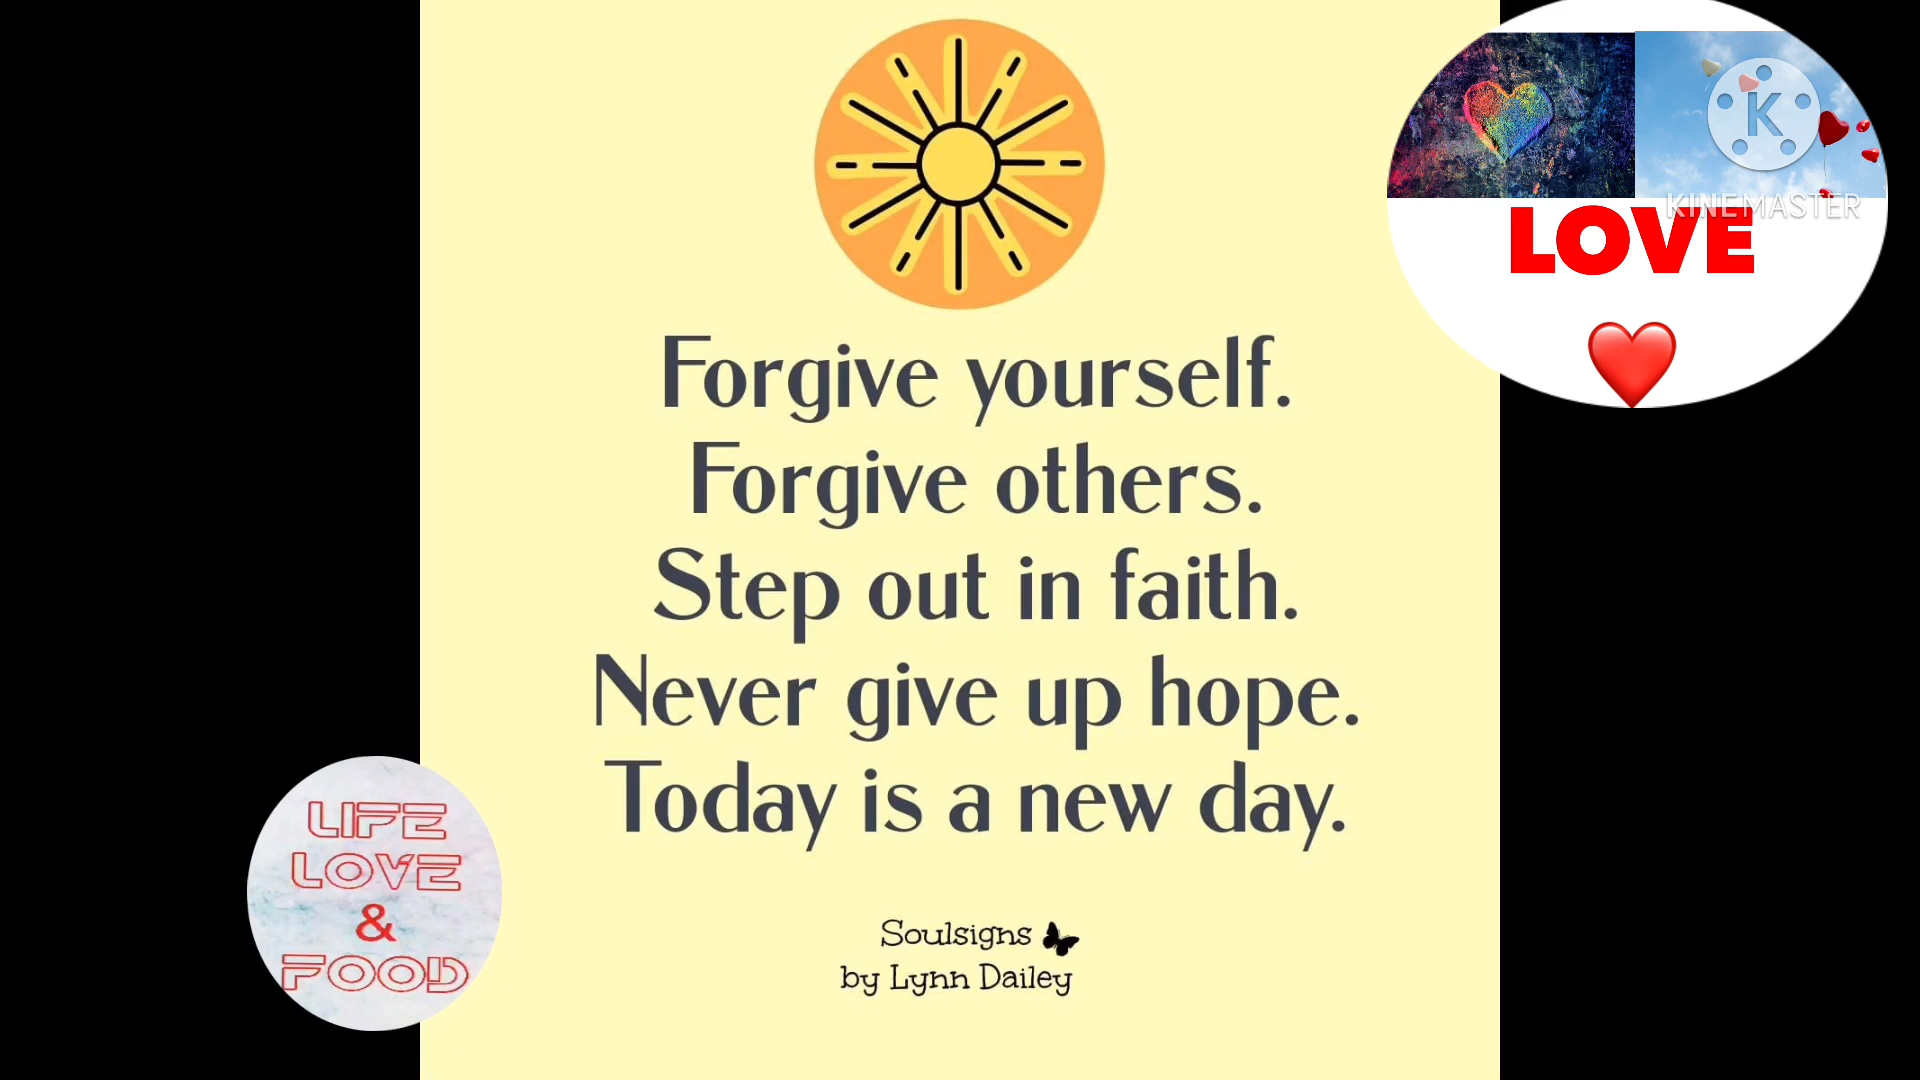 K
KINEMASTER
LOVE
Forgive yourself.
Forgive others.
Step out in faith.
Never give up hope.
Today is a new day.
LIFE
LOVE
&
FOOD
Soulsigns
by Lynn Dailey